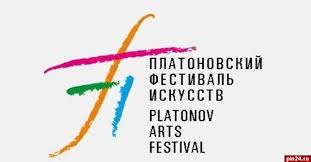 ПЛАТОНОВСКИЙ
ФЕСТИВАЛЬ
ИСКУССТВ
PLATONOV
ARTS
FESTIVAL
pln24.ru